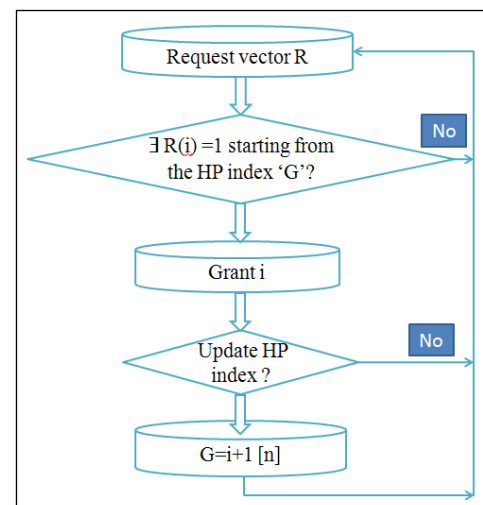 Request vector R
No
∃ R(i) =1 starting from
the HP index ‘G’?
Grant i
No
Update HP
index ?
G=i+1 [n]